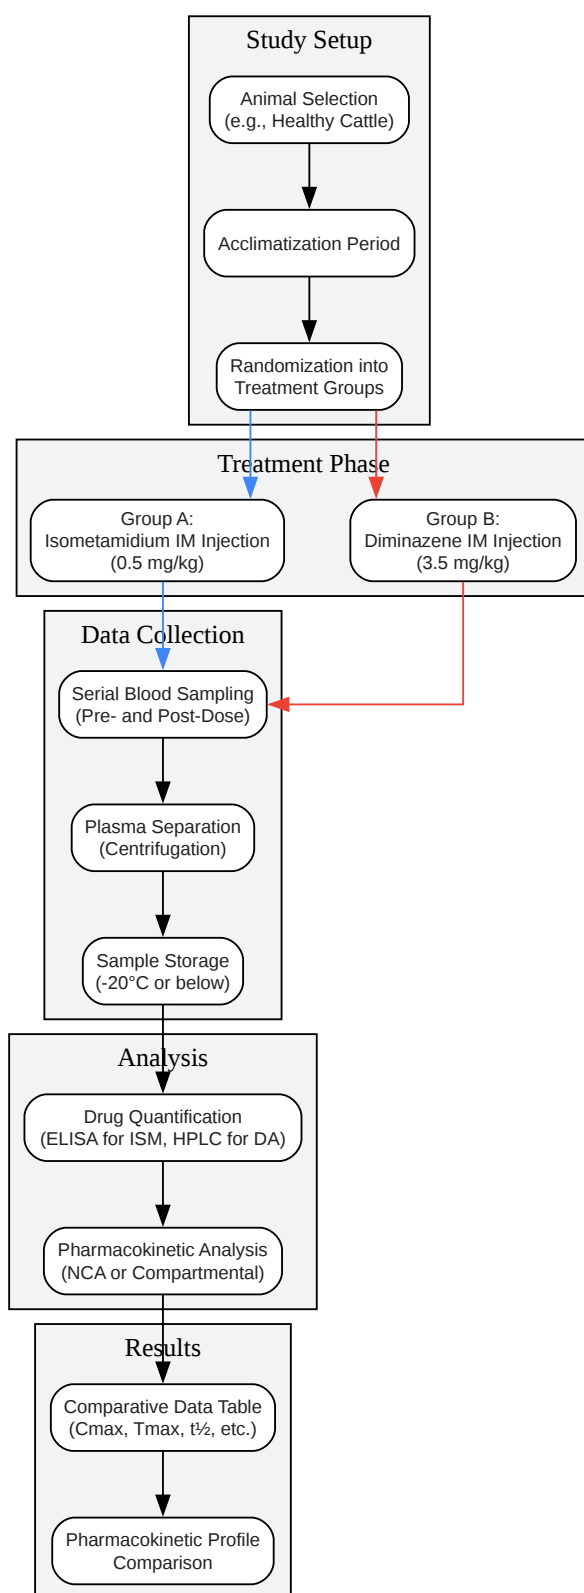 Study Setup
Animal Selection
(e.g., Healthy Cattle)
Acclimatization Period
Randomization into
Treatment Groups
Treatment Phase
Group A:
Isometamidium IM Injection
(0.5 mg/kg)
Group B:
Diminazene IM Injection
(3.5 mg/kg)
Data Collection
Serial Blood Sampling
(Pre- and Post-Dose)
Plasma Separation
(Centrifugation)
Sample Storage
(-20°C or below)
Analysis
Drug Quantification
(ELISA for ISM, HPLC for DA)
Pharmacokinetic Analysis
(NCA or Compartmental)
Results
Comparative Data Table
(Cmax, Tmax, t½, etc.)
Pharmacokinetic Profile
Comparison